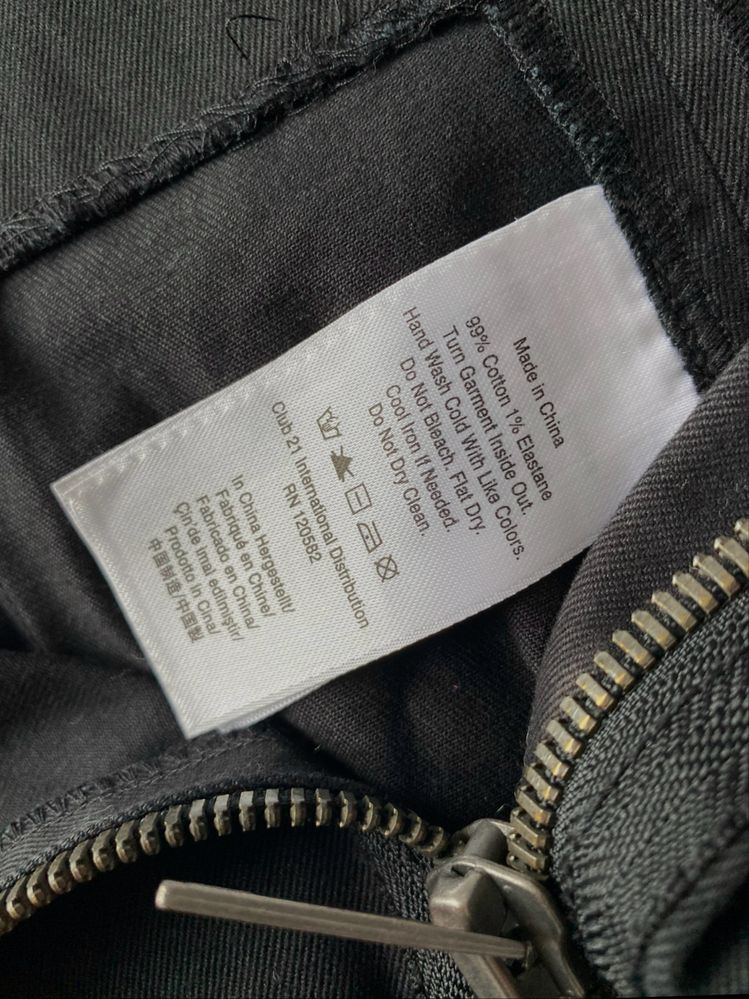 Made in China
99% Cotton 1% Elastane
Turn Garment Inside Out.
Hand Wash Cold With Like Colors.
Do Not Bleach. Flat Dry.
Cool Iron If Needed.
Do Not Dry Clean.
Club 21 International Distribution
RN 120582
In China Hergestellt/
Fabriqué en Chine/
Fabricado en China/
Çin'de imal edilmiştir/
Prodotto in Cina/
中国制造/中国製